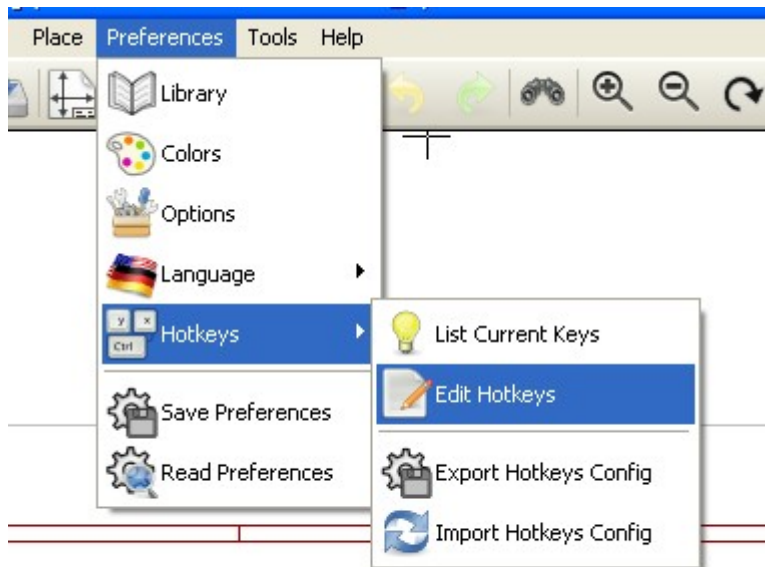 Place Preferences Tools Help
Library
Colors
Options
Language
y x
Ctrl
Hotkeys
List Current Keys
Edit Hotkeys
Save Preferences
Read Preferences
Export Hotkeys Config
Import Hotkeys Config